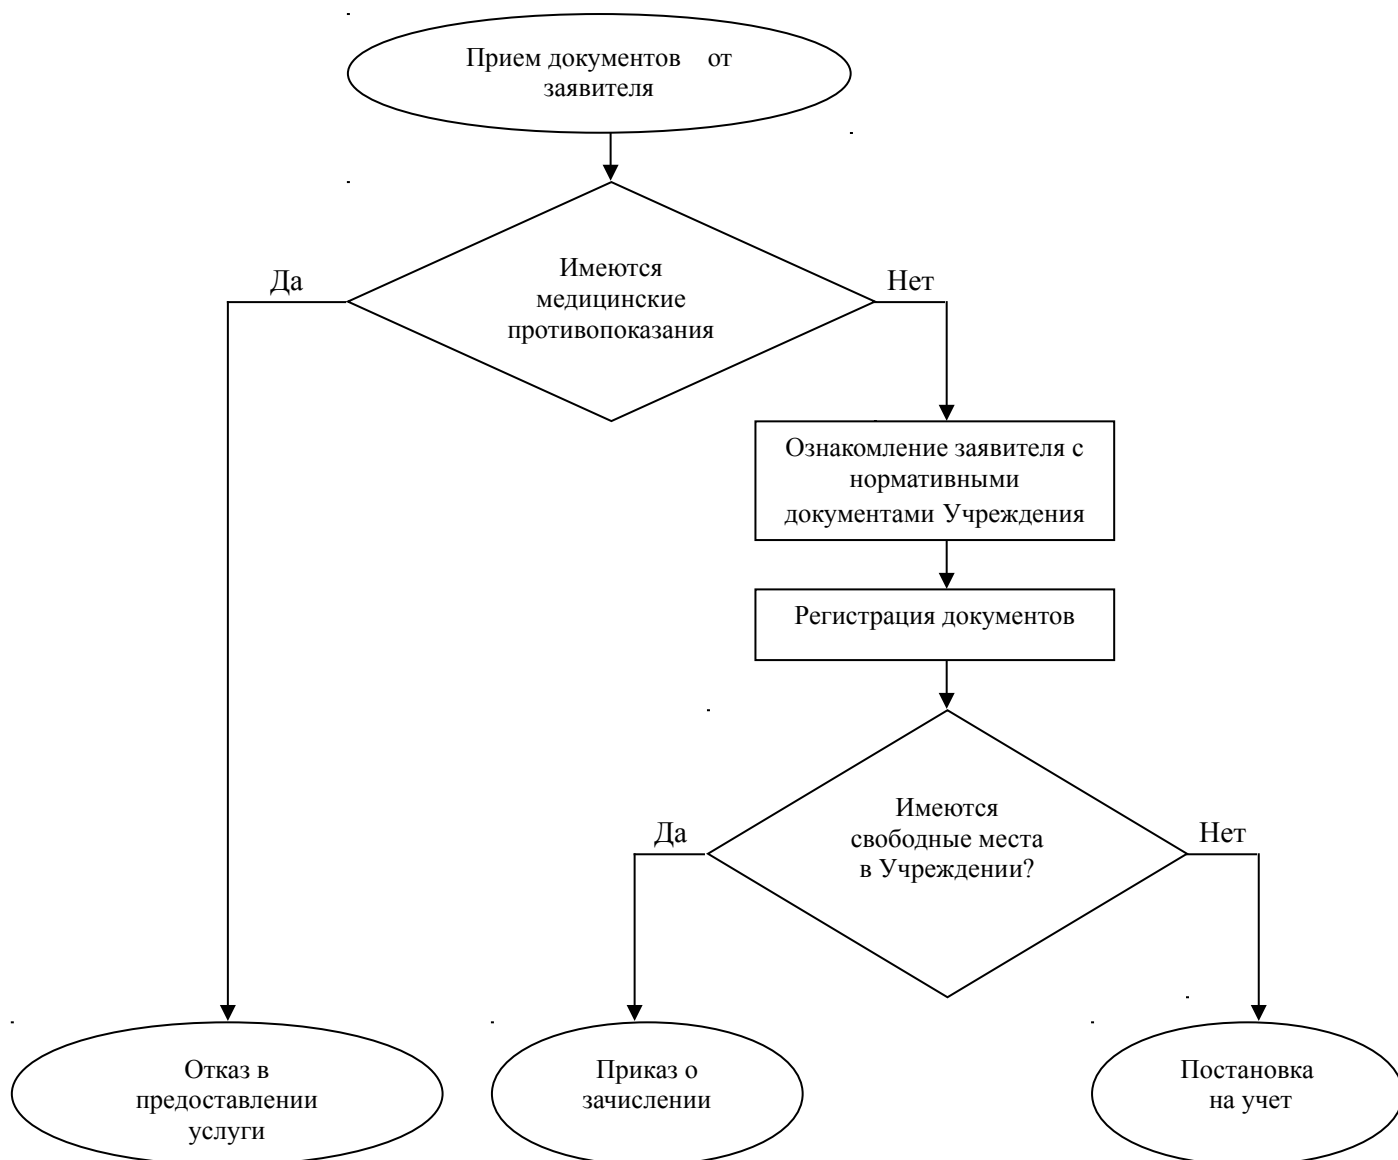 Прием документов от
заявителя
Имеются
медицинские
противопоказания
Да
Нет
Ознакомление заявителя с
нормативными
документами Учреждения
Регистрация документов
Имеются
свободные места
в Учреждении?
Да
Нет
Отказ в
предоставлении
услуги
Приказ о
зачислении
Постановка
на учет